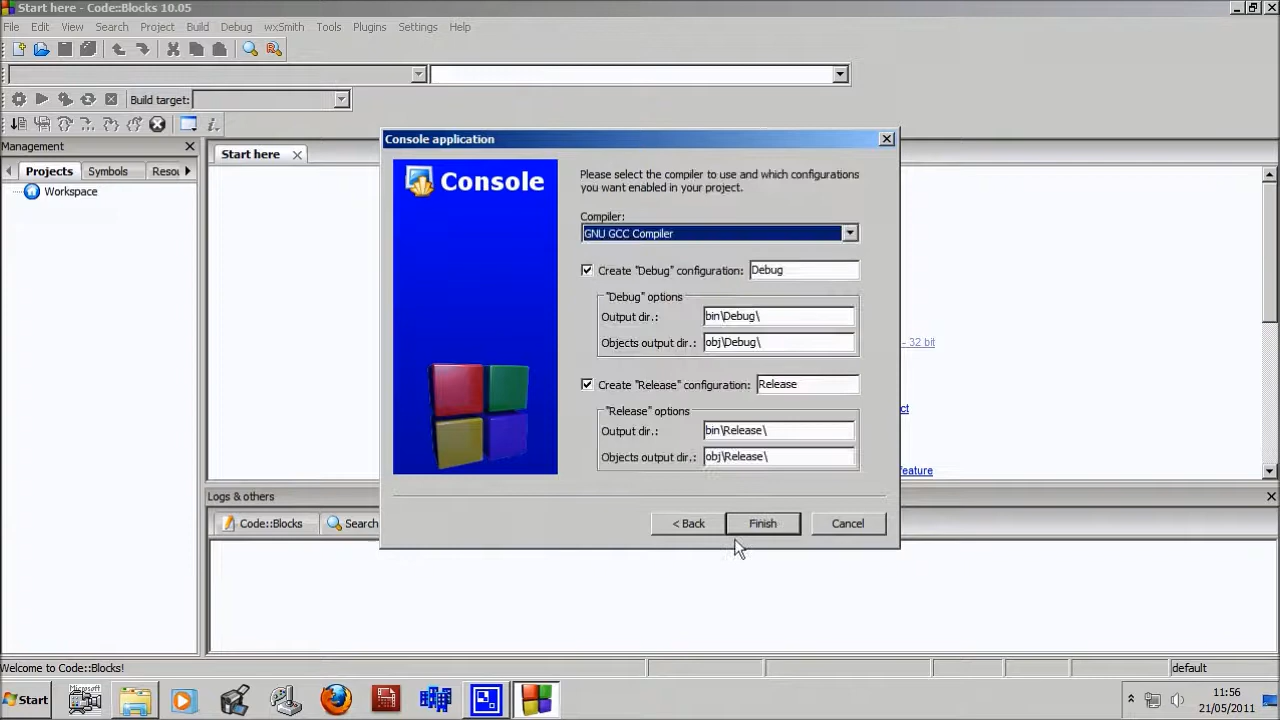 Start here - Code::Blocks 10.05
File Edit View Search Project Build Debug wxSmith Tools Plugins Settings Help
Build target:
Management
Projects Symbols Resou
Workspace
Start here
Console application
Console
Please select the compiler to use and which configurations
you want enabled in your project.
Compiler:
GNU GCC Compiler
Create "Debug" configuration: Debug
"Debug" options
Output dir.: bin\Debug\
Objects output dir.: obj\Debug\
Create "Release" configuration: Release
"Release" options
Output dir.: bin\Release\
Objects output dir.: obj\Release\
< Back Finish Cancel
- 32 bit
ct
feature
Logs & others
Code::Blocks Search
Welcome to Code::Blocks!
default
Start
Microsoft
11:56
21/05/2011